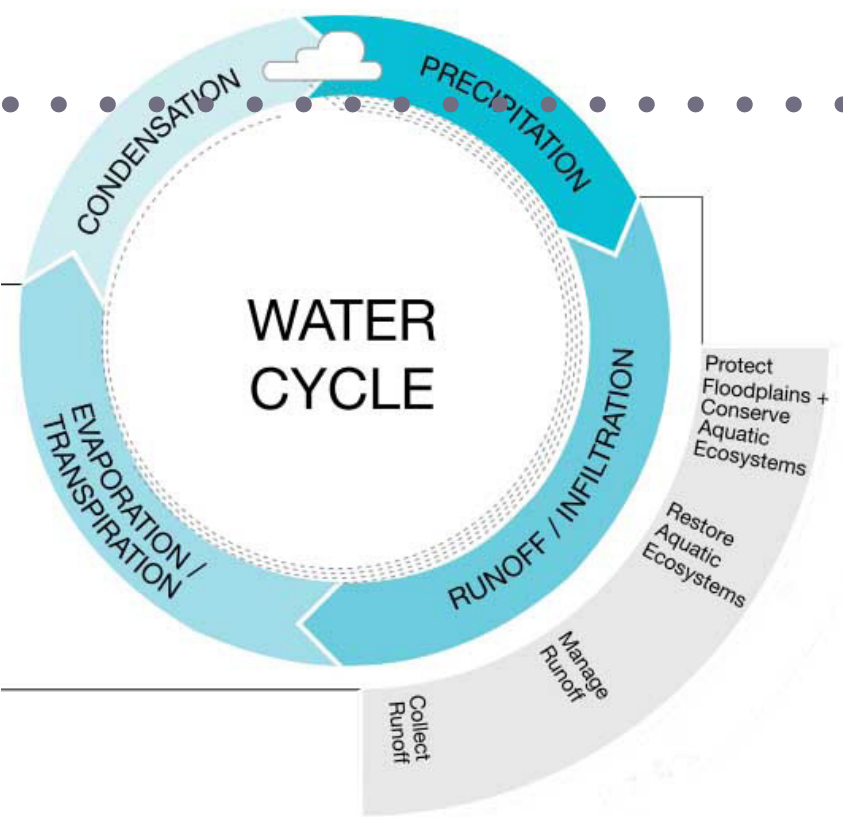 CONDENSATION
PRECIPITATION
WATER
CYCLE
RUNOFF / INFILTRATION
EVAPORATION /
TRANSPIRATION
Protect
Floodplains +
Conserve
Aquatic
Ecosystems
Restore
Aquatic
Ecosystems
Manage
Runoff
Collect
Runoff